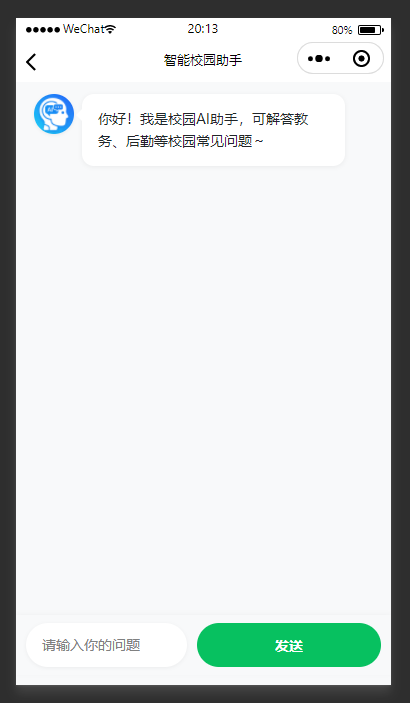 WeChat 20:13 80%
智能校园助手
你好！我是校园AI助手，可解答教
务、后勤等校园常见问题～
请输入你的问题 发送